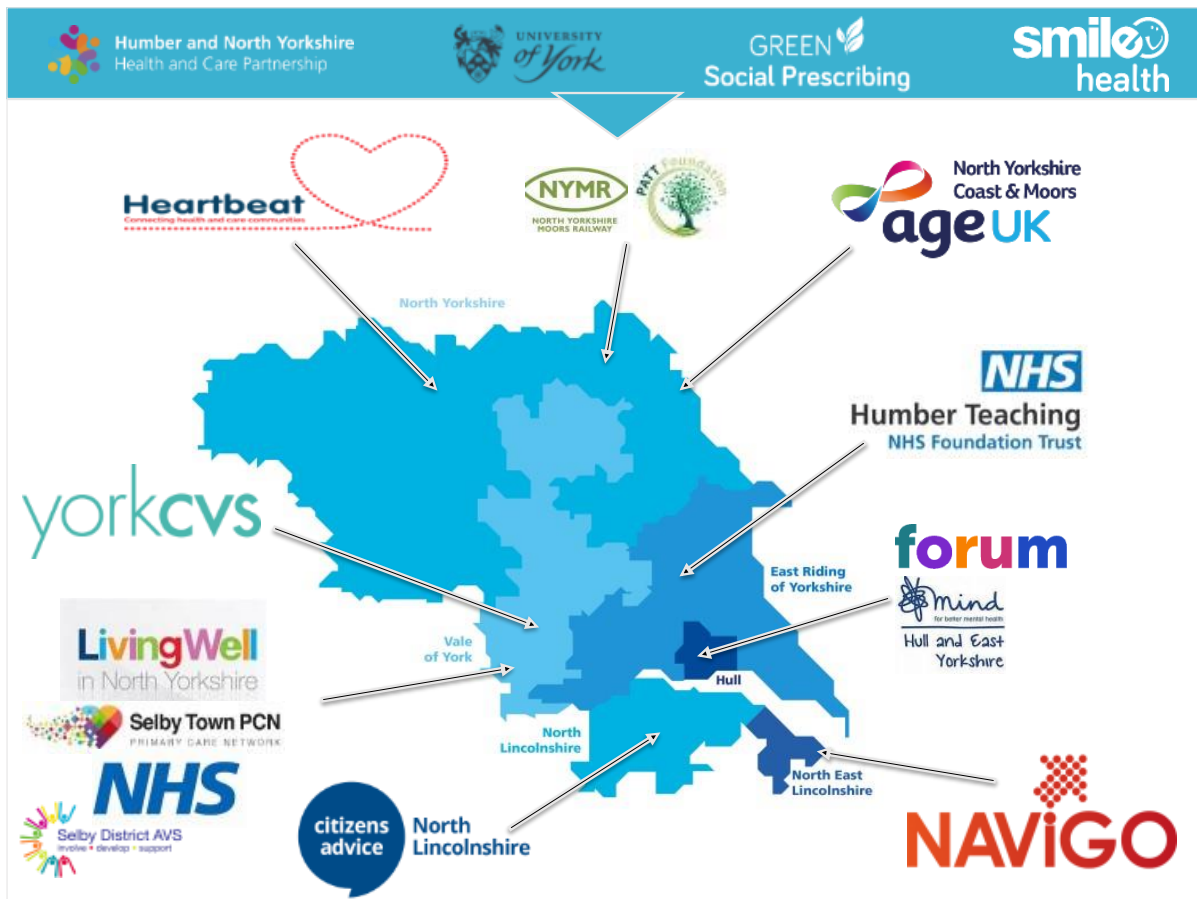 Humber and North Yorkshire
Health and Care Partnership
UNIVERSITY
of York
GREEN
Social Prescribing
smile
health
Heartbeat
Connecting health and care communities
NYMR
NORTH YORKSHIRE
MOORS RAILWAY
PATT Foundation
North Yorkshire
Coast & Moors
age UK
North Yorkshire
NHS
Humber Teaching
NHS Foundation Trust
yorkcvs
forum
mind
for better mental health
Hull and East
Yorkshire
East Riding
of Yorkshire
Vale
of York
Hull
LivingWell
in North Yorkshire
Selby Town PCN
PRIMARY CARE NETWORK
NHS
Selby District AVS
involve • develop • support
North
Lincolnshire
North East
Lincolnshire
citizens
advice
North
Lincolnshire
NAViGO